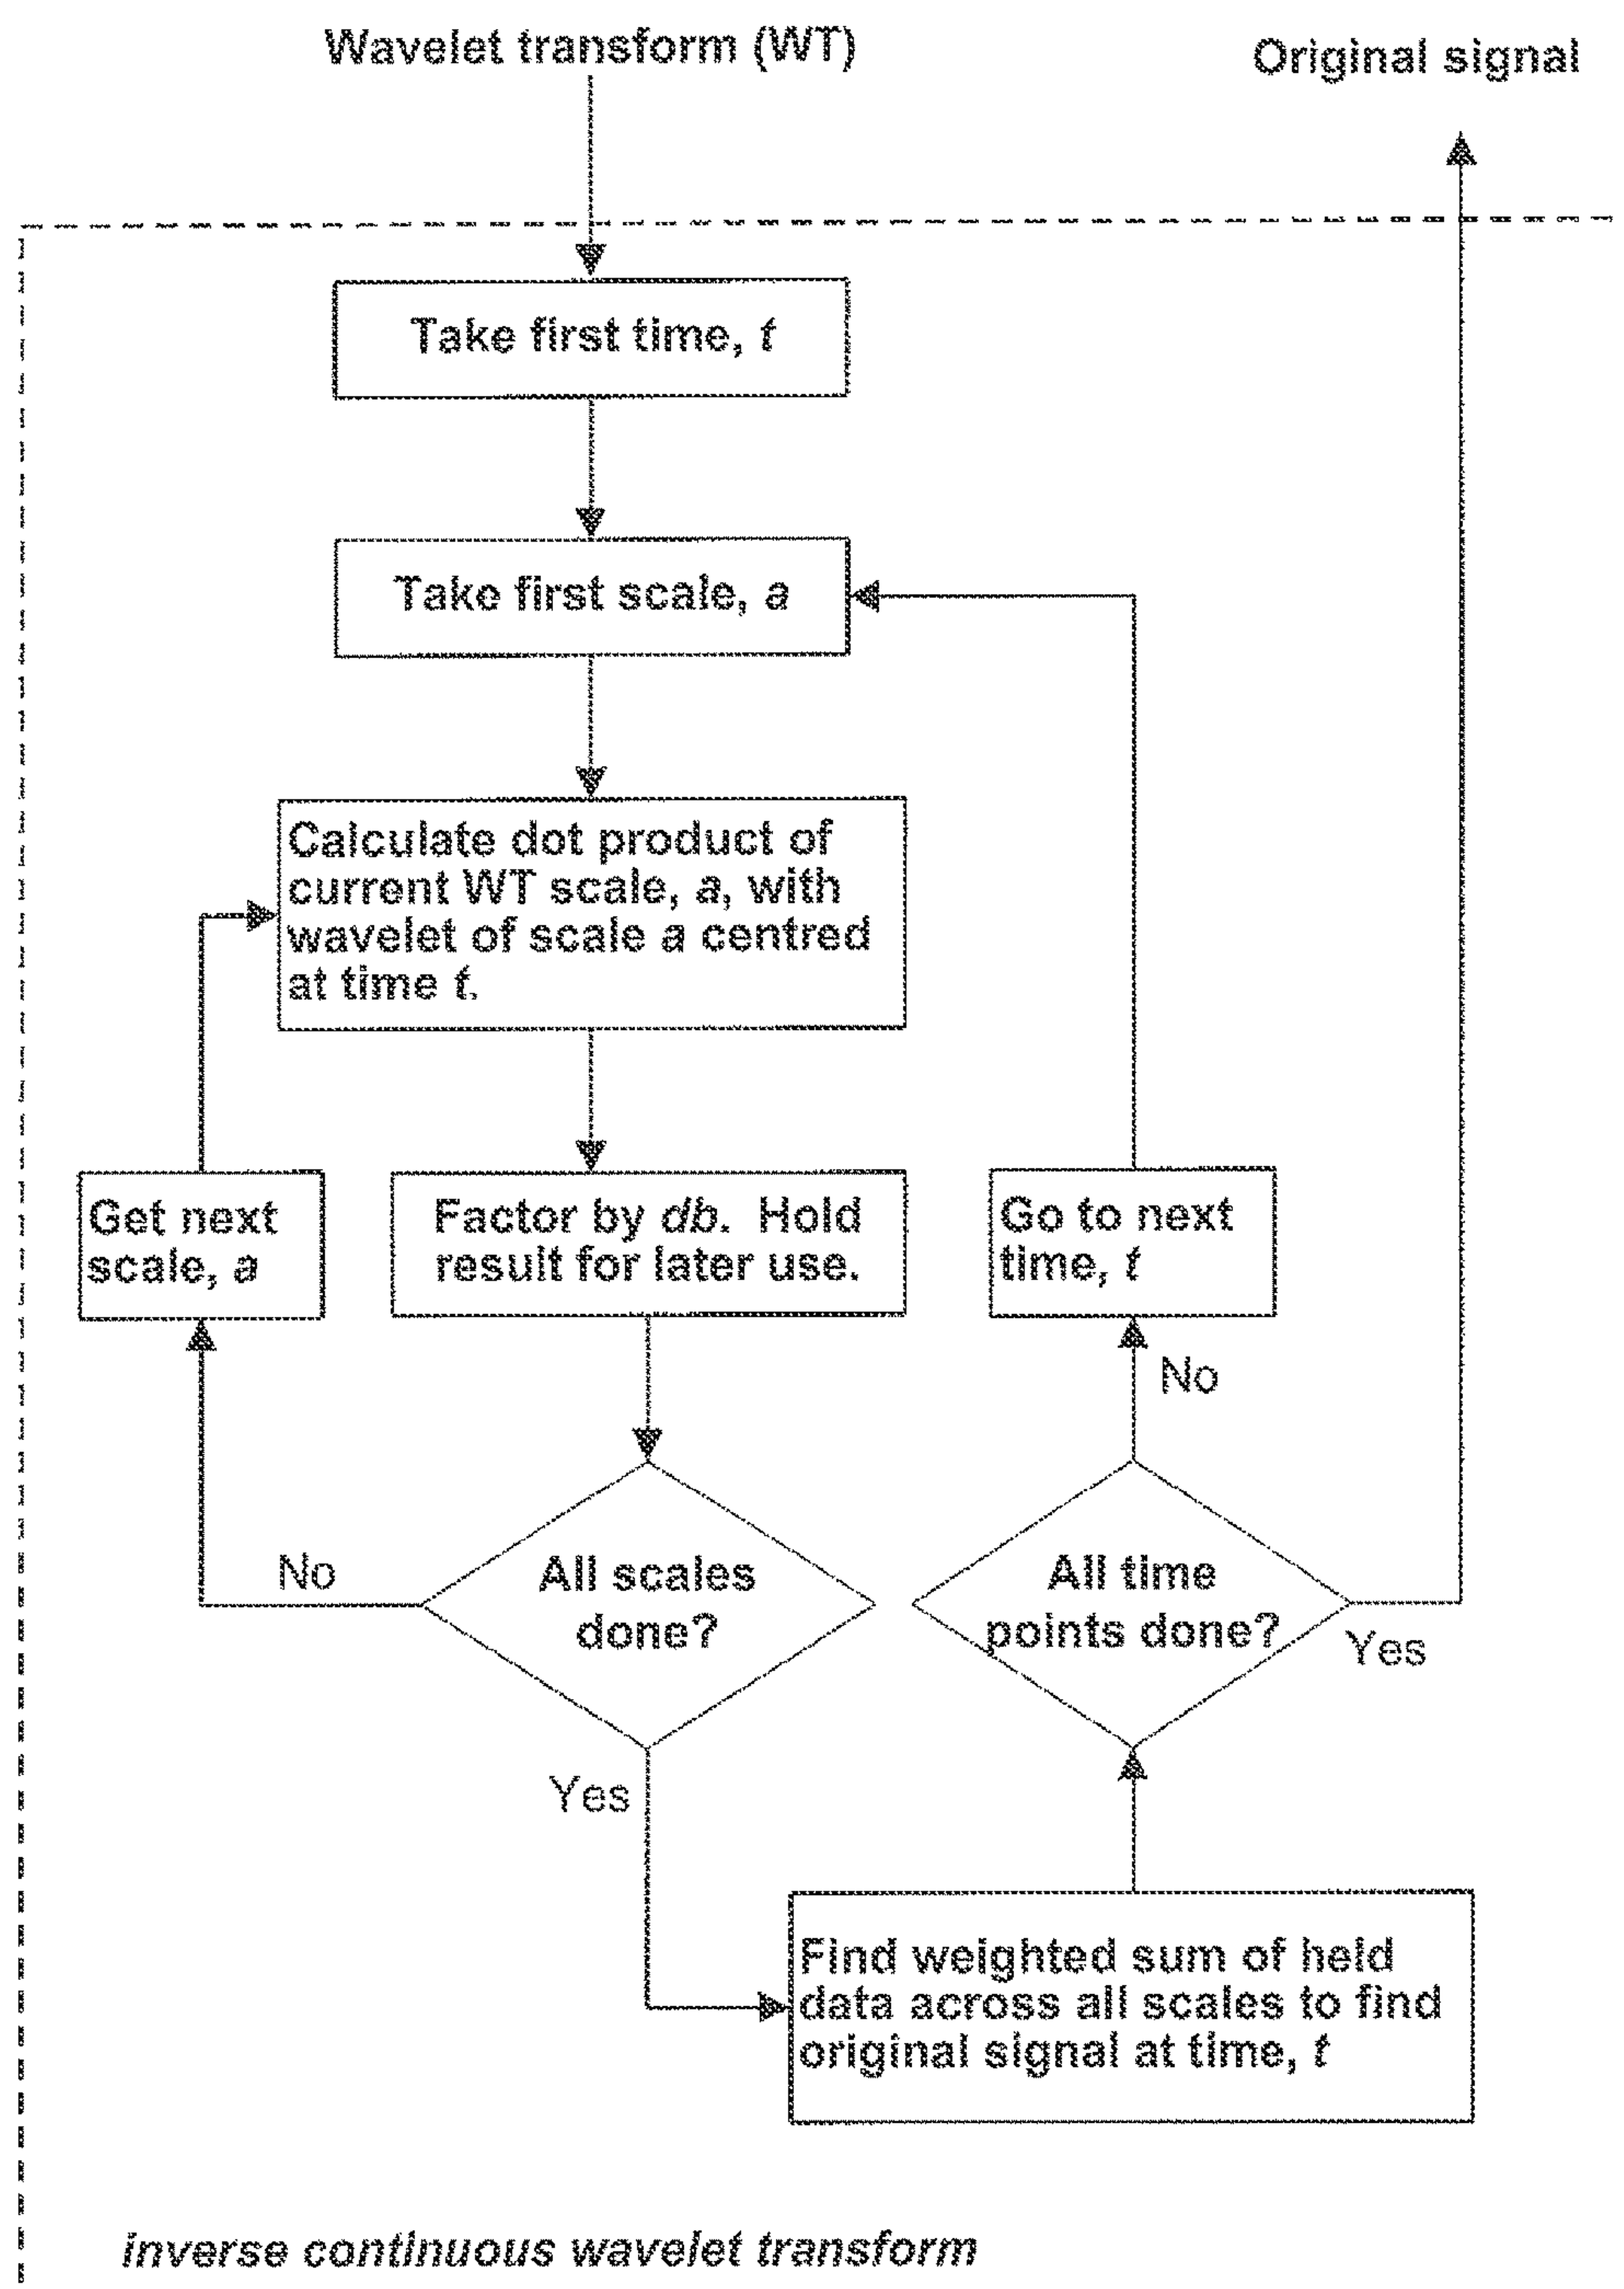 Wavelet transform (WT)
Original signal
Take first time, t
Take first scale, a
Calculate dot product of
current WT scale, a, with
wavelet of scale a centred
at time t.
Get next
scale, a
Factor by db. Hold
result for later use.
Go to next
time, t
No
No
All scales
done?
All time
points done?
Yes
Yes
Find weighted sum of held
data across all scales to find
original signal at time, t
inverse continuous wavelet transform